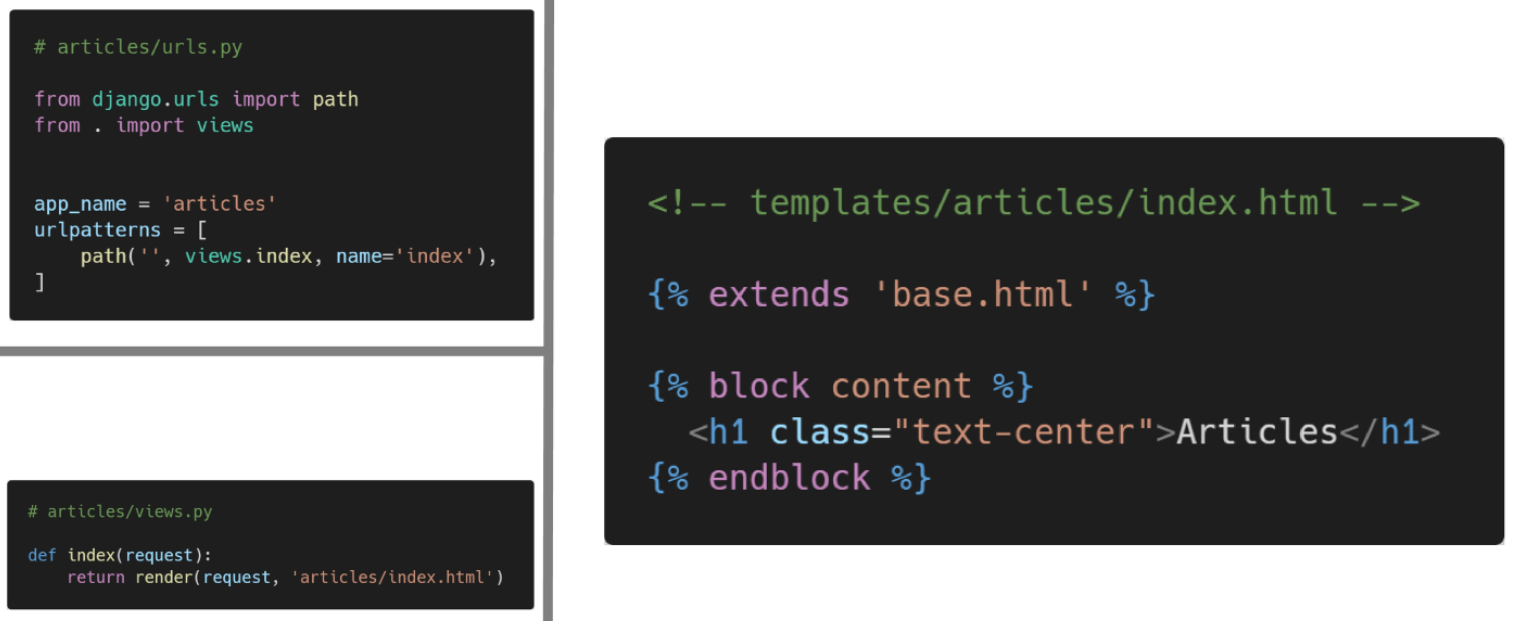 # articles/urls.py
from django.urls import path
from . import views
app_name = 'articles'
urlpatterns = [
    path('', views.index, name='index'),
]
# articles/views.py
def index(request):
    return render(request, 'articles/index.html')
<!-- templates/articles/index.html -->
{% extends 'base.html' %}
{% block content %}
  <h1 class="text-center">Articles</h1>
{% endblock %}